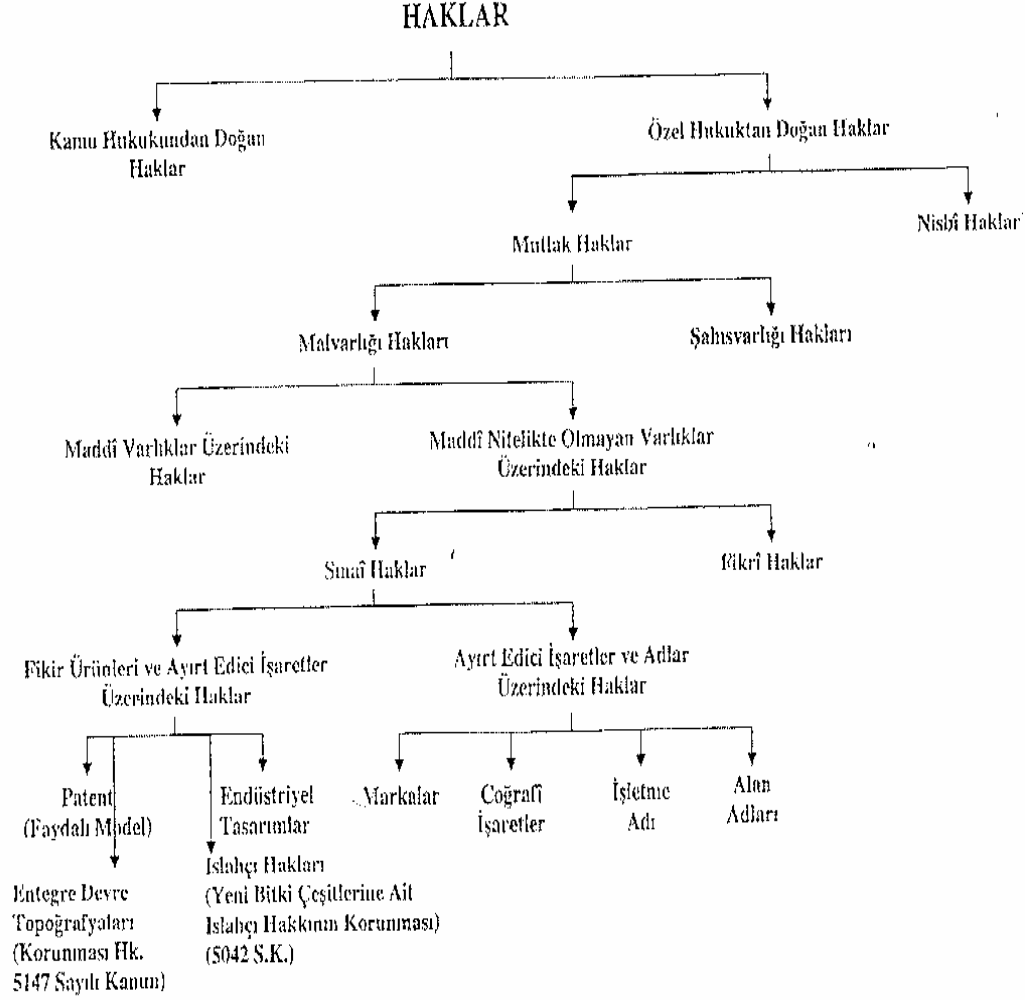 HAKLAR
Kamu Hukukundan Doğan
Haklar
Özel Hukuktan Doğan Haklar
Mutlak Haklar
Nisbî Haklar
Malvarlığı Hakları
Şahısvarlığı Hakları
Maddî Varlıklar Üzerindeki
Haklar
Maddî Nitelikte Olmayan Varlıklar
Üzerindeki Haklar
Sınaî Haklar
Fikrî Haklar
Fikir Ürünleri ve Ayırt Edici İşaretler
Üzerindeki Haklar
Ayırt Edici İşaretler ve Adlar
Üzerindeki Haklar
Patent
(Faydalı Model)
Endüstriyel
Tasarımlar
Markalar
Coğrafî
İşaretler
İşletme
Adı
Alan
Adları
Entegre Devre
Topoğrafyaları
(Korunması Hk.
5147 Sayılı Kanun)
Islahçı Hakları
(Yeni Bitki Çeşitlerine Ait
Islahçı Hakkının Korunması)
(5042 S.K.)